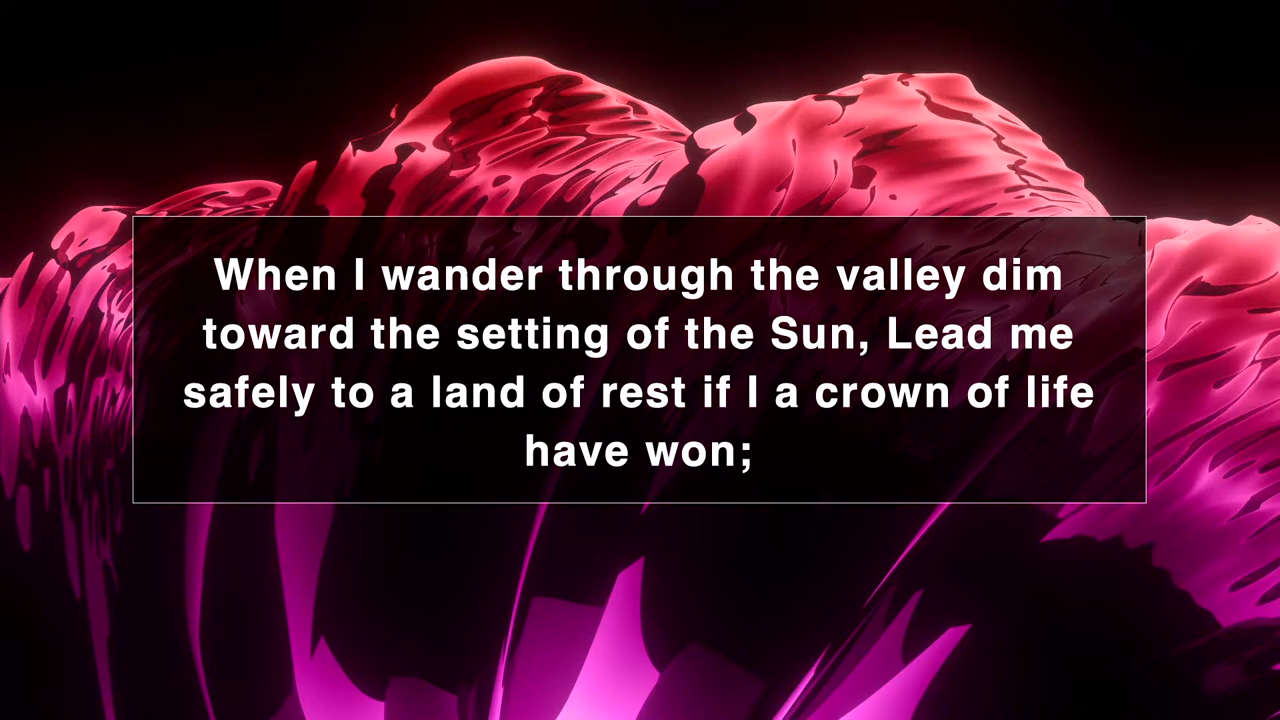 When I wander through the valley dim
toward the setting of the Sun, Lead me
safely to a land of rest if I a crown of life
have won;